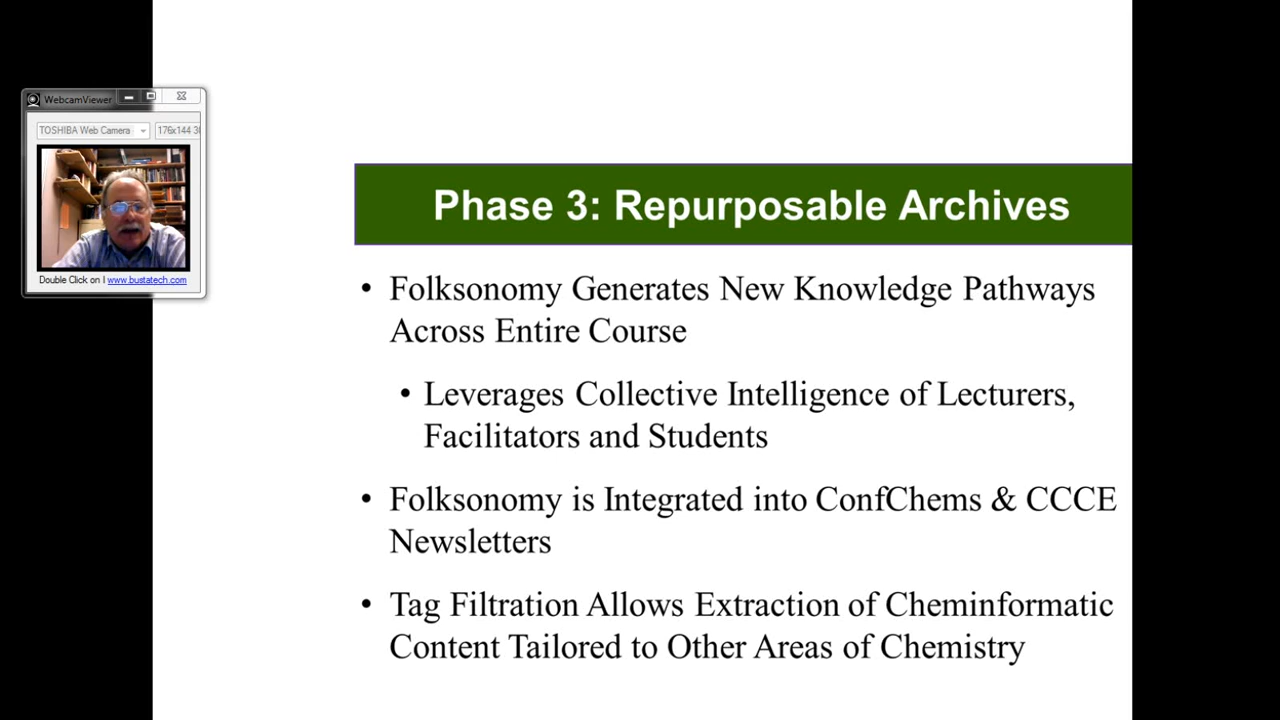 WebcamViewer
TOSHIBA Web Camera
176x144 30
Double Click on I www.bustatech.com
Phase 3: Repurposable Archives
• Folksonomy Generates New Knowledge Pathways
Across Entire Course
• Leverages Collective Intelligence of Lecturers,
Facilitators and Students
• Folksonomy is Integrated into ConfChems & CCCE
Newsletters
• Tag Filtration Allows Extraction of Cheminformatic
Content Tailored to Other Areas of Chemistry